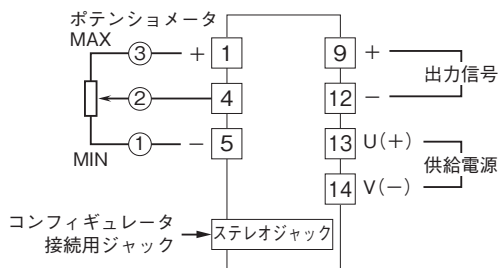 ポテンショメータ
MAX
③ + 1
② 4
① − 5
MIN
9 +
12 −
出力信号
13 U(+)
14 V(−)
供給電源
コンフィギュレータ
接続用ジャック
ステレオジャック